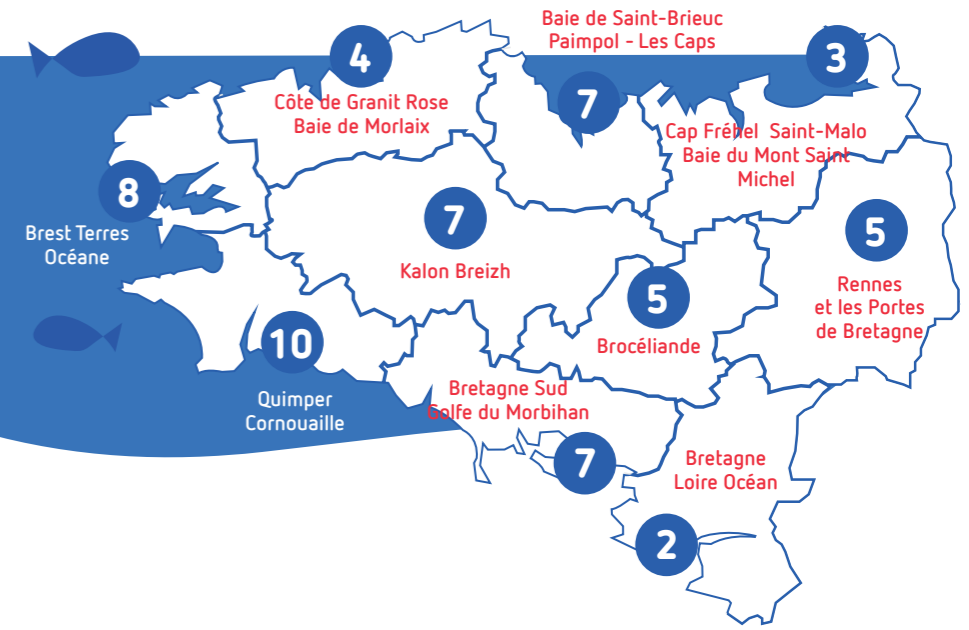 Baie de Saint-Brieuc
Paimpol - Les Caps
4
3
Côte de Granit Rose
Baie de Morlaix
7
Cap Fréhel Saint-Malo
Baie du Mont Saint
Michel
8
Brest Terres
Océane
7
Kalon Breizh
5
Rennes
et les Portes
de Bretagne
5
Brocéliande
10
Quimper
Cornouaille
Bretagne Sud
Golfe du Morbihan
7
Bretagne
Loire Océan
2